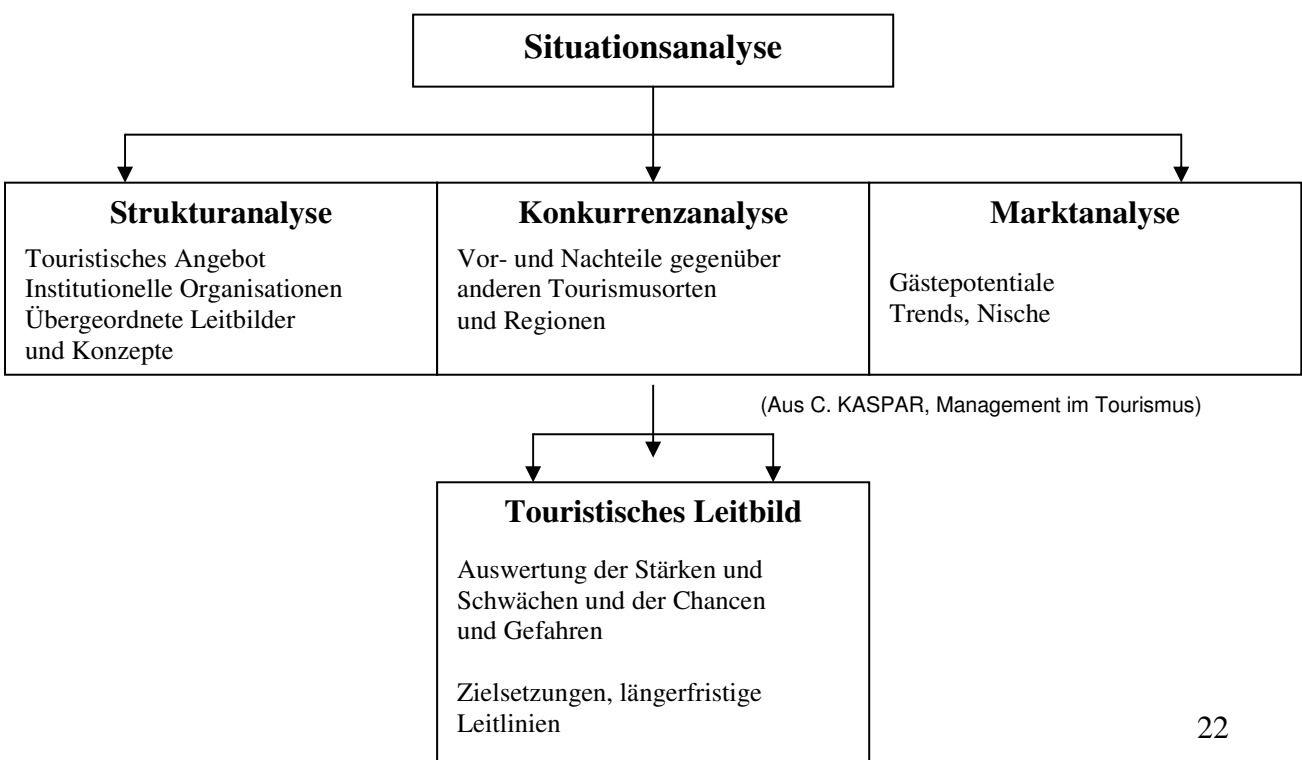 Situationsanalyse
Strukturanalyse
Touristisches Angebot
Institutionelle Organisationen
Übergeordnete Leitbilder
und Konzepte
Konkurrenzanalyse
Vor- und Nachteile gegenüber
anderen Tourismusorten
und Regionen
Marktanalyse
Gästepotentiale
Trends, Nische
(Aus C. KASPAR, Management im Tourismus)
Touristisches Leitbild
Auswertung der Stärken und
Schwächen und der Chancen
und Gefahren
Zielsetzungen, längerfristige
Leitlinien
22